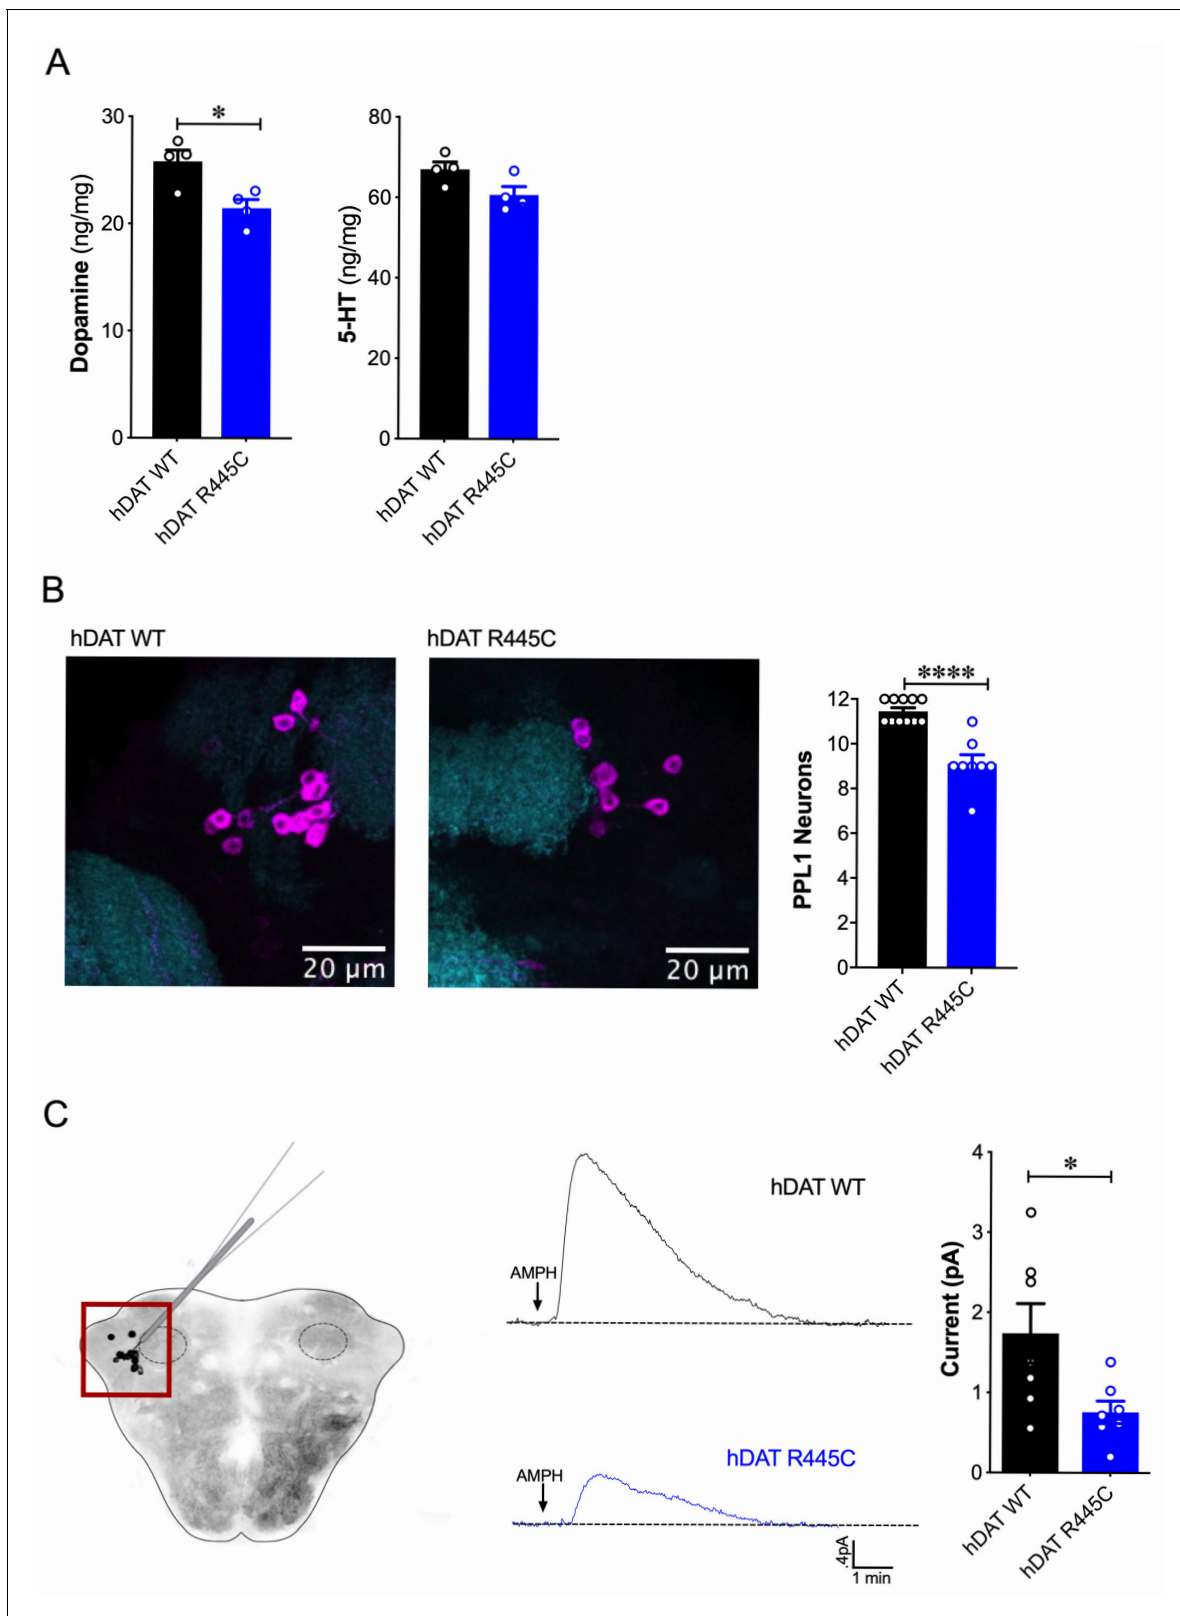 A
30
20
10
0
Dopamine (ng/mg)
*
hDAT WT
hDAT R445C
80
60
40
20
0
5-HT (ng/mg)
hDAT WT
hDAT R445C
B
hDAT WT
hDAT R445C
20 μm
20 μm
12
10
8
6
4
2
0
PPL1 Neurons
****
hDAT WT
hDAT R445C
C
AMPH
hDAT WT
AMPH
hDAT R445C
.4pA
1 min
4
3
2
1
0
Current (pA)
*
hDAT WT
hDAT R445C